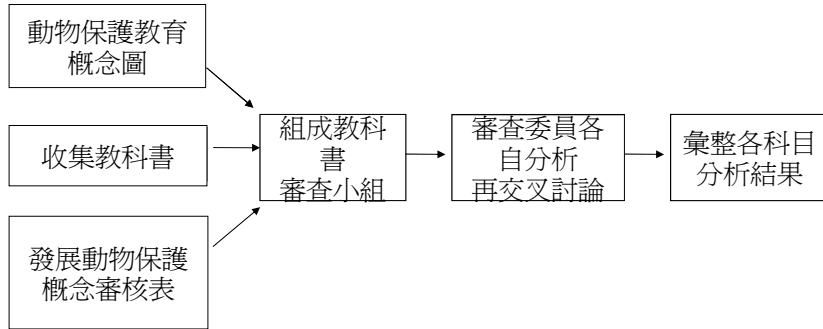 動物保護教育
概念圖
收集教科書
發展動物保護
概念審核表
組成教科
書
審查小組
審查委員各
自分析
再交叉討論
彙整各科目
分析結果